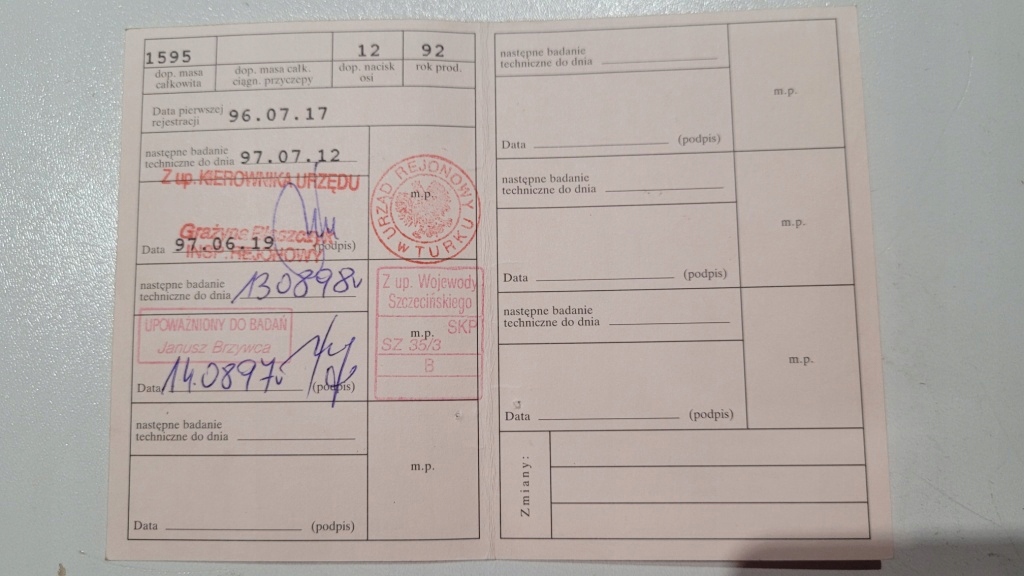 1595 12 92
dop. masa całkowita dop. masa całk. ciągn. przyczepy dop. nacisk osi rok prod.
Data pierwszej
rejestracji 96.07.17
następne badanie
techniczne do dnia 97.07.12
Z up. KIEROWNIKA URZĘDU
m.p.
URZĄD REJONOWY W TURKU
Grażyna
Data 97.06.19 (podpis)
INSP. REJONOWY
następne badanie
techniczne do dnia 130898r
Z up. Wojewody
Szczecińskiego
UPOWAŻNIONY DO BADAŃ
Janusz Brzywca
m.p. SKP
SZ 35/3
B
Data 14.0897r (podpis)
następne badanie
techniczne do dnia
m.p.
Data (podpis)
następne badanie
techniczne do dnia
m.p.
Data (podpis)
następne badanie
techniczne do dnia
m.p.
Data (podpis)
następne badanie
techniczne do dnia
m.p.
Data (podpis)
Zmiany: